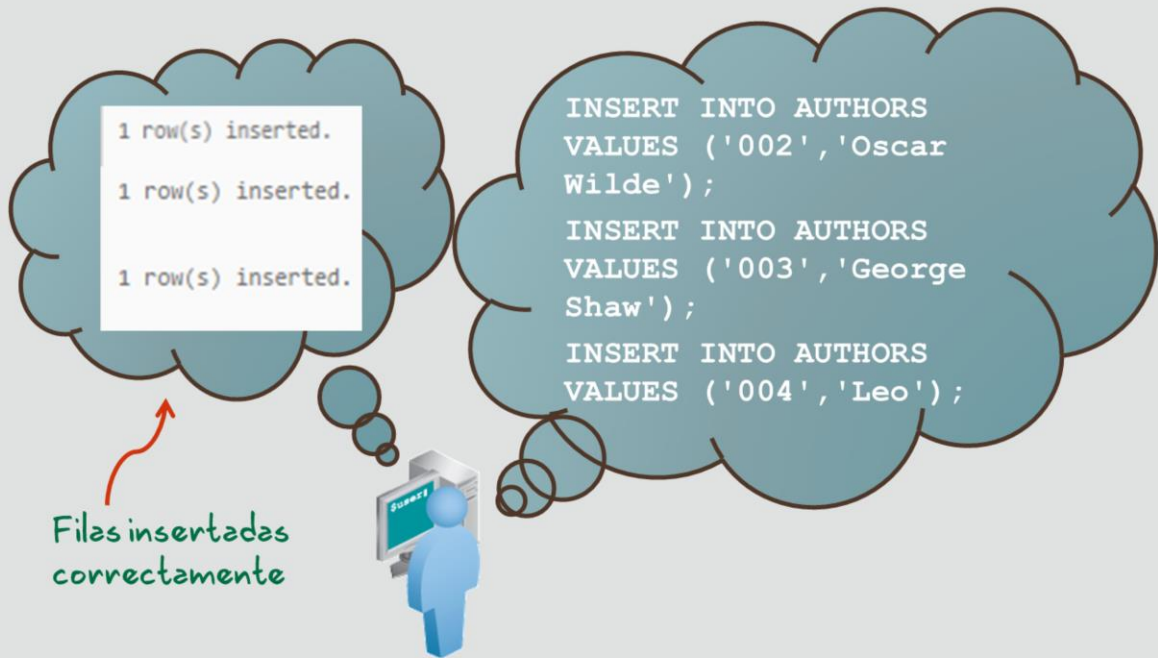 1 row(s) inserted.
1 row(s) inserted.
1 row(s) inserted.
INSERT INTO AUTHORS
VALUES ('002','Oscar
Wilde');
INSERT INTO AUTHORS
VALUES ('003','George
Shaw');
INSERT INTO AUTHORS
VALUES ('004','Leo');
$user
Filas insertadas
correctamente